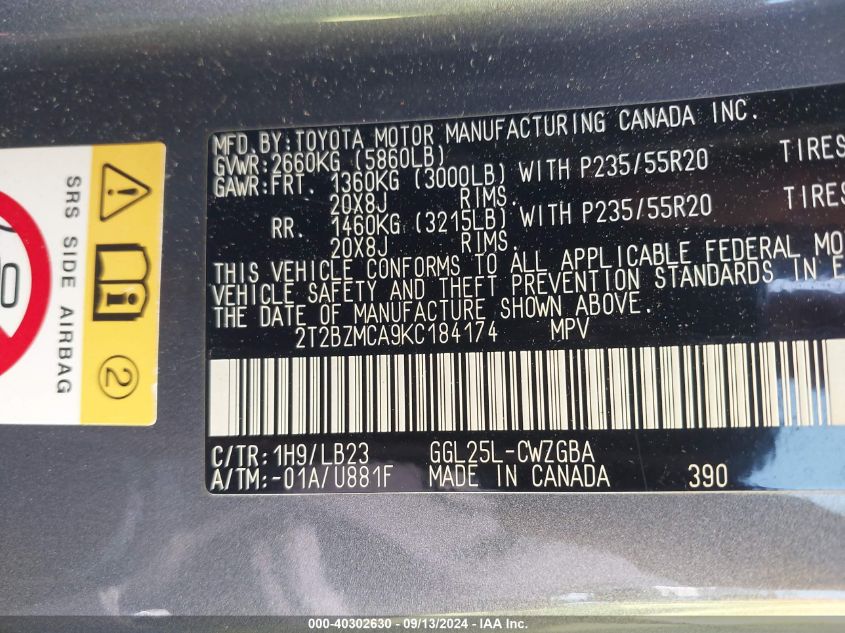 MFD. BY: TOYOTA MOTOR MANUFACTURING CANADA INC.
GVWR: 2660KG (5860LB)
GAWR: FRT. 1360KG (3000LB) WITH P235/55R20 TIRES
20X8J RIMS.
RR. 1460KG (3215LB) WITH P235/55R20 TIRES
20X8J RIMS.
THIS VEHICLE CONFORMS TO ALL APPLICABLE FEDERAL MO
VEHICLE SAFETY AND THEFT PREVENTION STANDARDS IN E
THE DATE OF MANUFACTURE SHOWN ABOVE.
2T2BZMCA9KC184174 MPV
C/TR: 1H9/LB23 GGL25L-CWZGBA
A/TM: -01A/U881F MADE IN CANADA 390
SRS SIDE AIRBAG
2
000-40302630 - 09/13/2024 - IAA Inc.